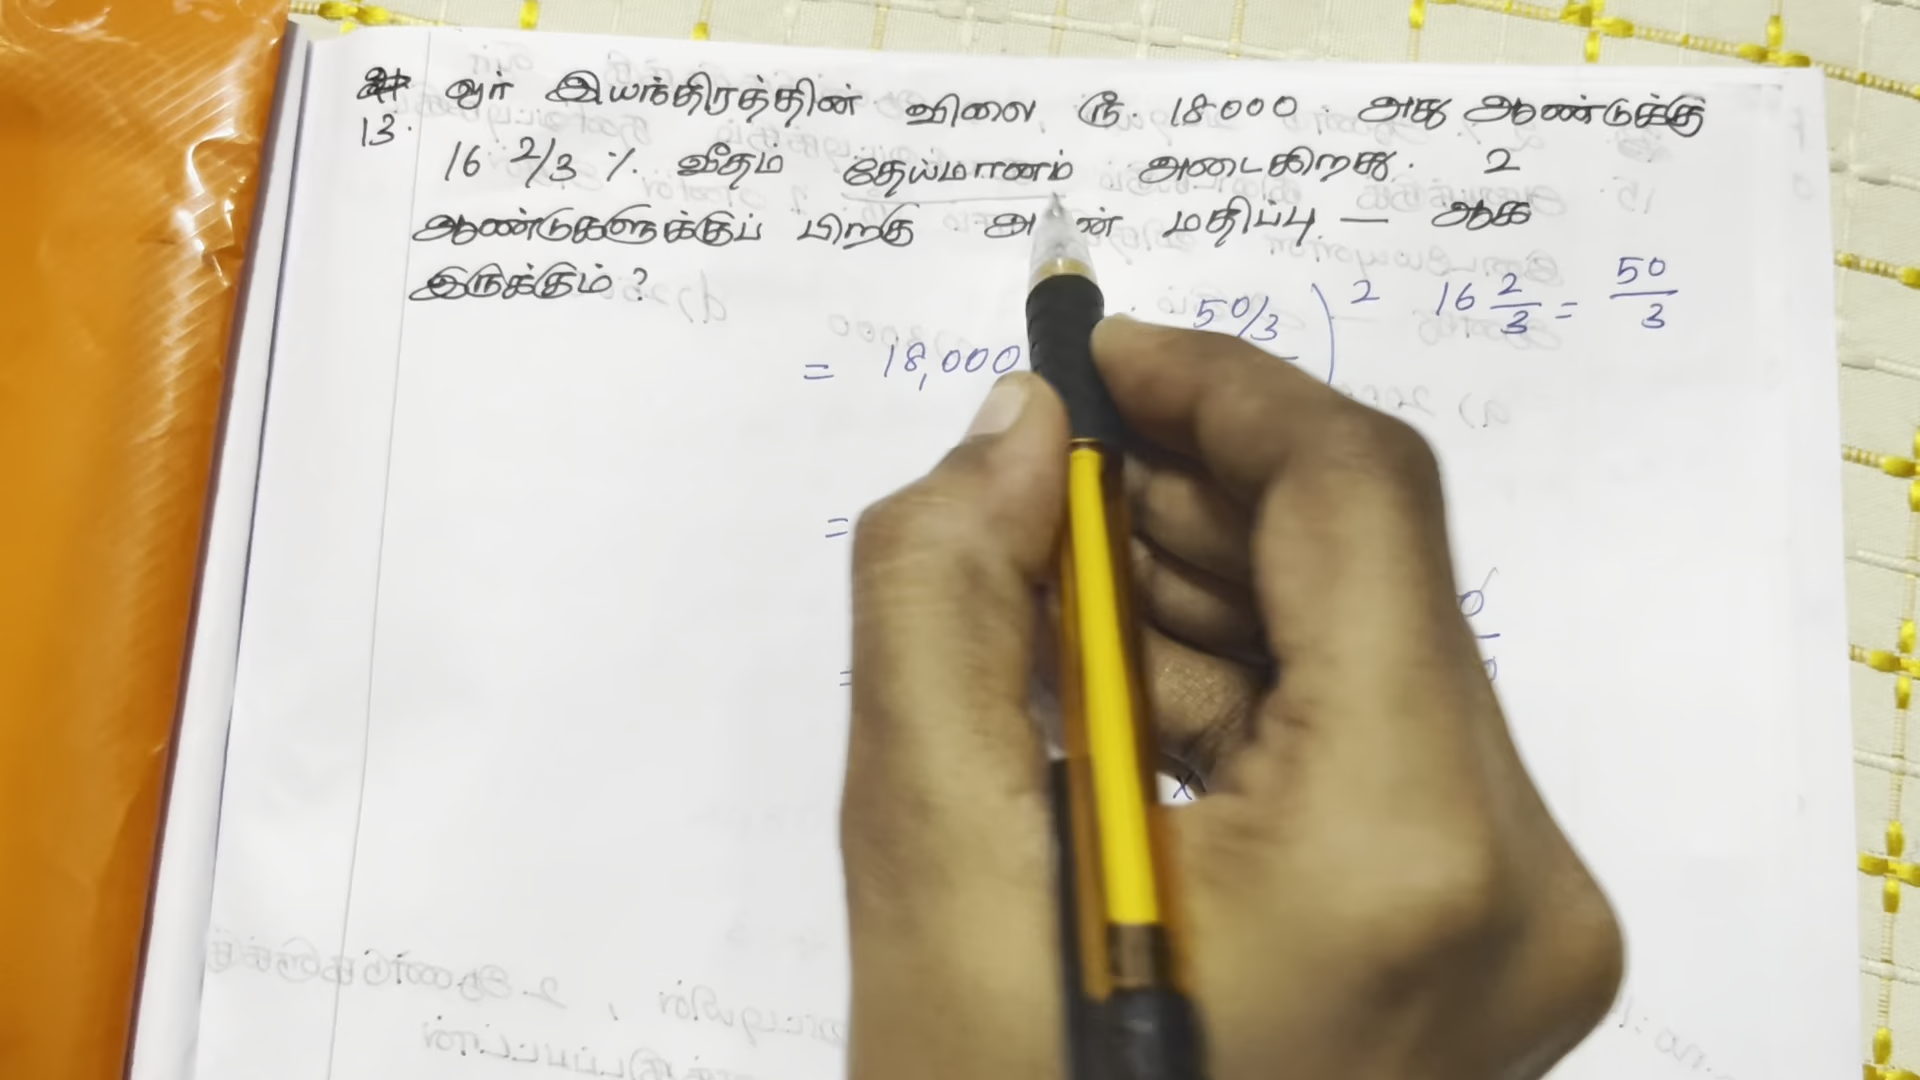 13. ஓர் இயந்திரத்தின் விலை ரூ. 18000. அது ஆண்டுக்கு
16 2/3 % வீதம் தேய்மானம் அடைகிறது. 2
ஆண்டுகளுக்குப் பிறகு மதிப்பு — ஆக
இருக்கும் ?
16 2/3 = 50/3
= 18,000 50/3 ) 2
=
=